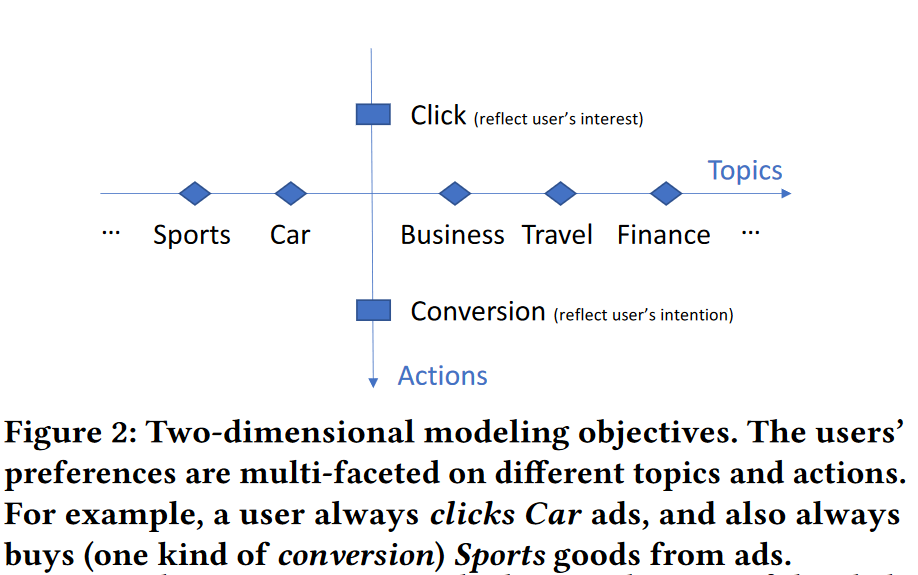 Click (reflect user's interest)
Topics
... Sports Car Business Travel Finance ...
Conversion (reflect user's intention)
Actions
Figure 2: Two-dimensional modeling objectives. The users'
preferences are multi-faceted on different topics and actions.
For example, a user always clicks Car ads, and also always
buys (one kind of conversion) Sports goods from ads.